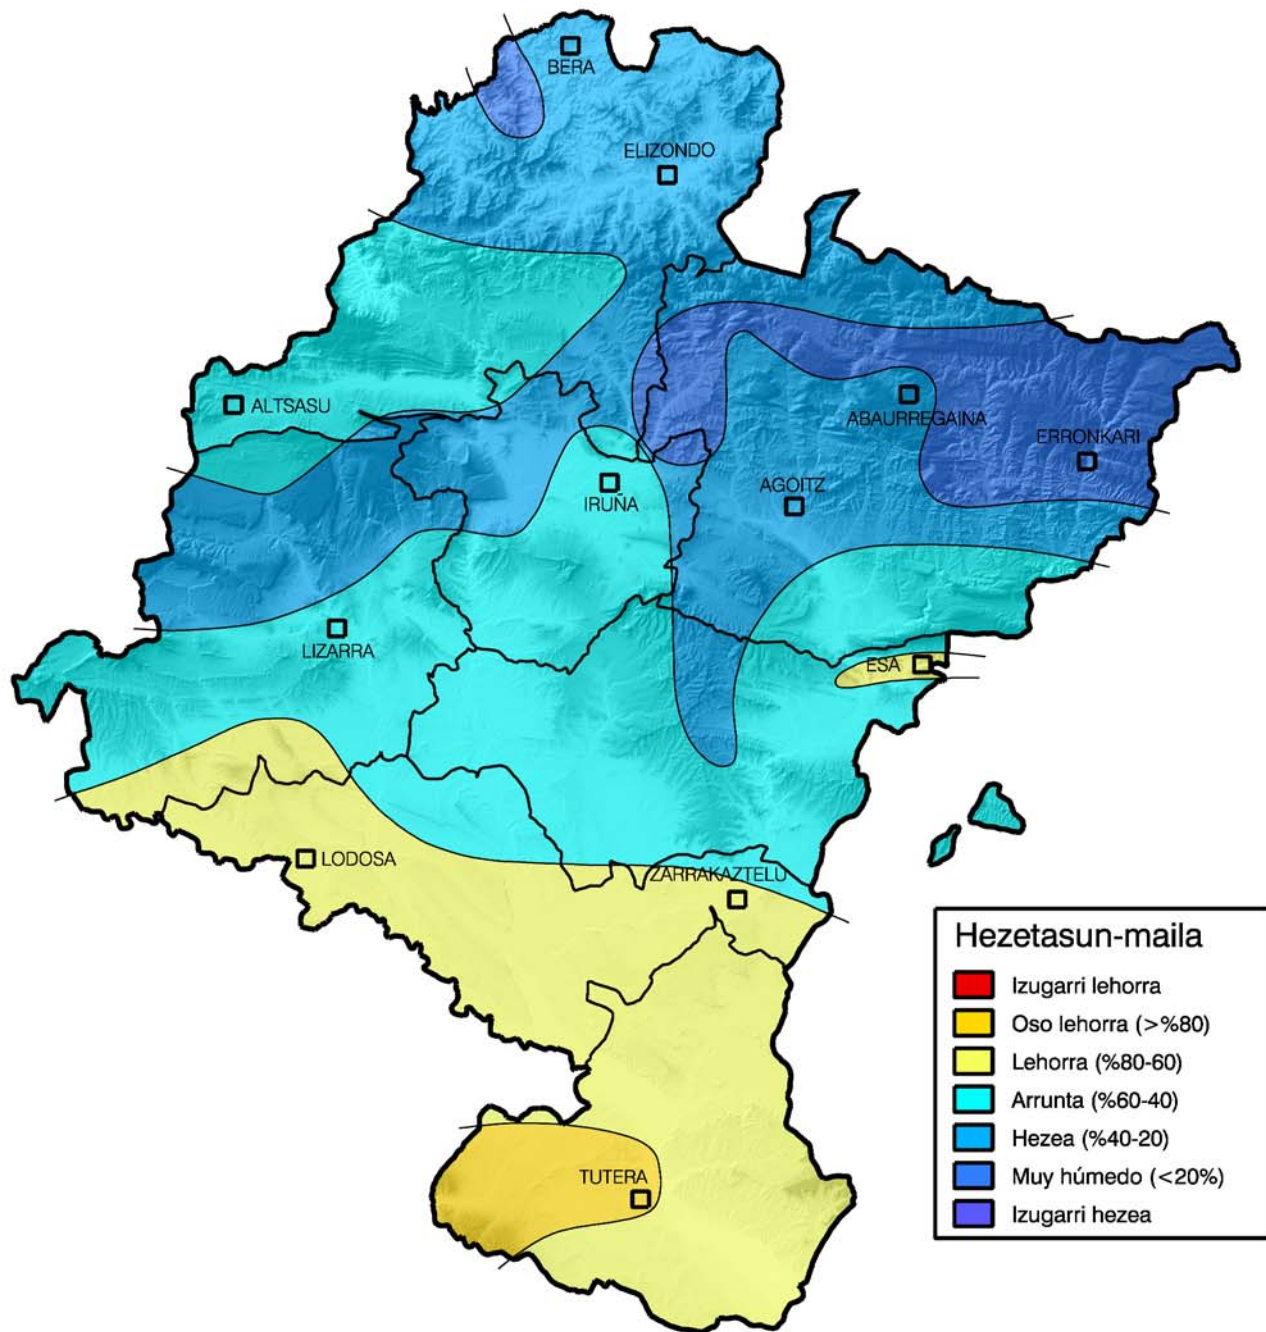 BERA
ELIZONDO
ALTSASU
ABAURREGAINA
ERRONKARI
IRUÑA
AGOITZ
LIZARRA
ESA
LODOSA
ZARRAKAZTELU
TUTERA
Hezetasun-maila
Izugarri lehorra
Oso lehorra (>%80)
Lehorra (%80-60)
Arrunta (%60-40)
Hezea (%40-20)
Muy húmedo (<20%)
Izugarri hezea